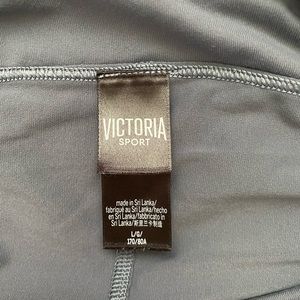 VICTORIA
SPORT
made in Sri Lanka/
fabriqué au Sri Lanka/hecho
en Sri Lanka/fabbricato in
Sri Lanka/斯里兰卡制造
L/G/
170/80A